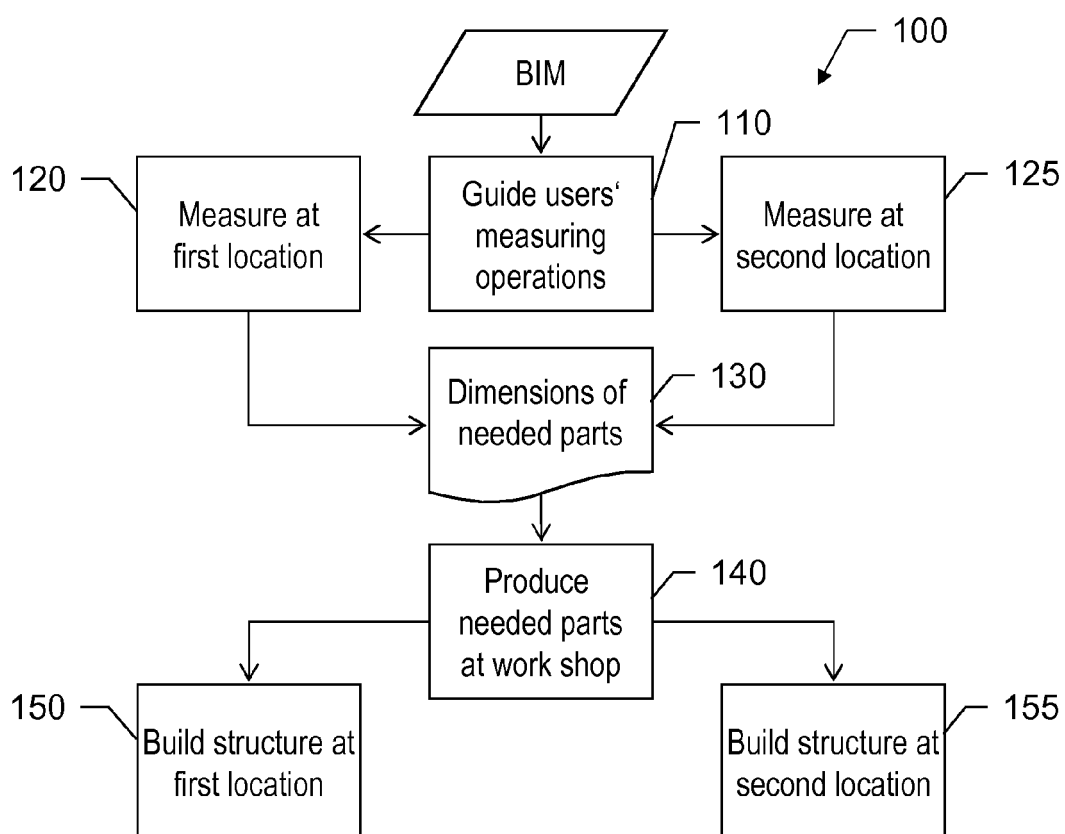 100
BIM
110
120
125
Guide users‘
measuring
operations
Measure at
first location
Measure at
second location
130
Dimensions of
needed parts
140
Produce
needed parts
at work shop
150
155
Build structure at
first location
Build structure at
second location